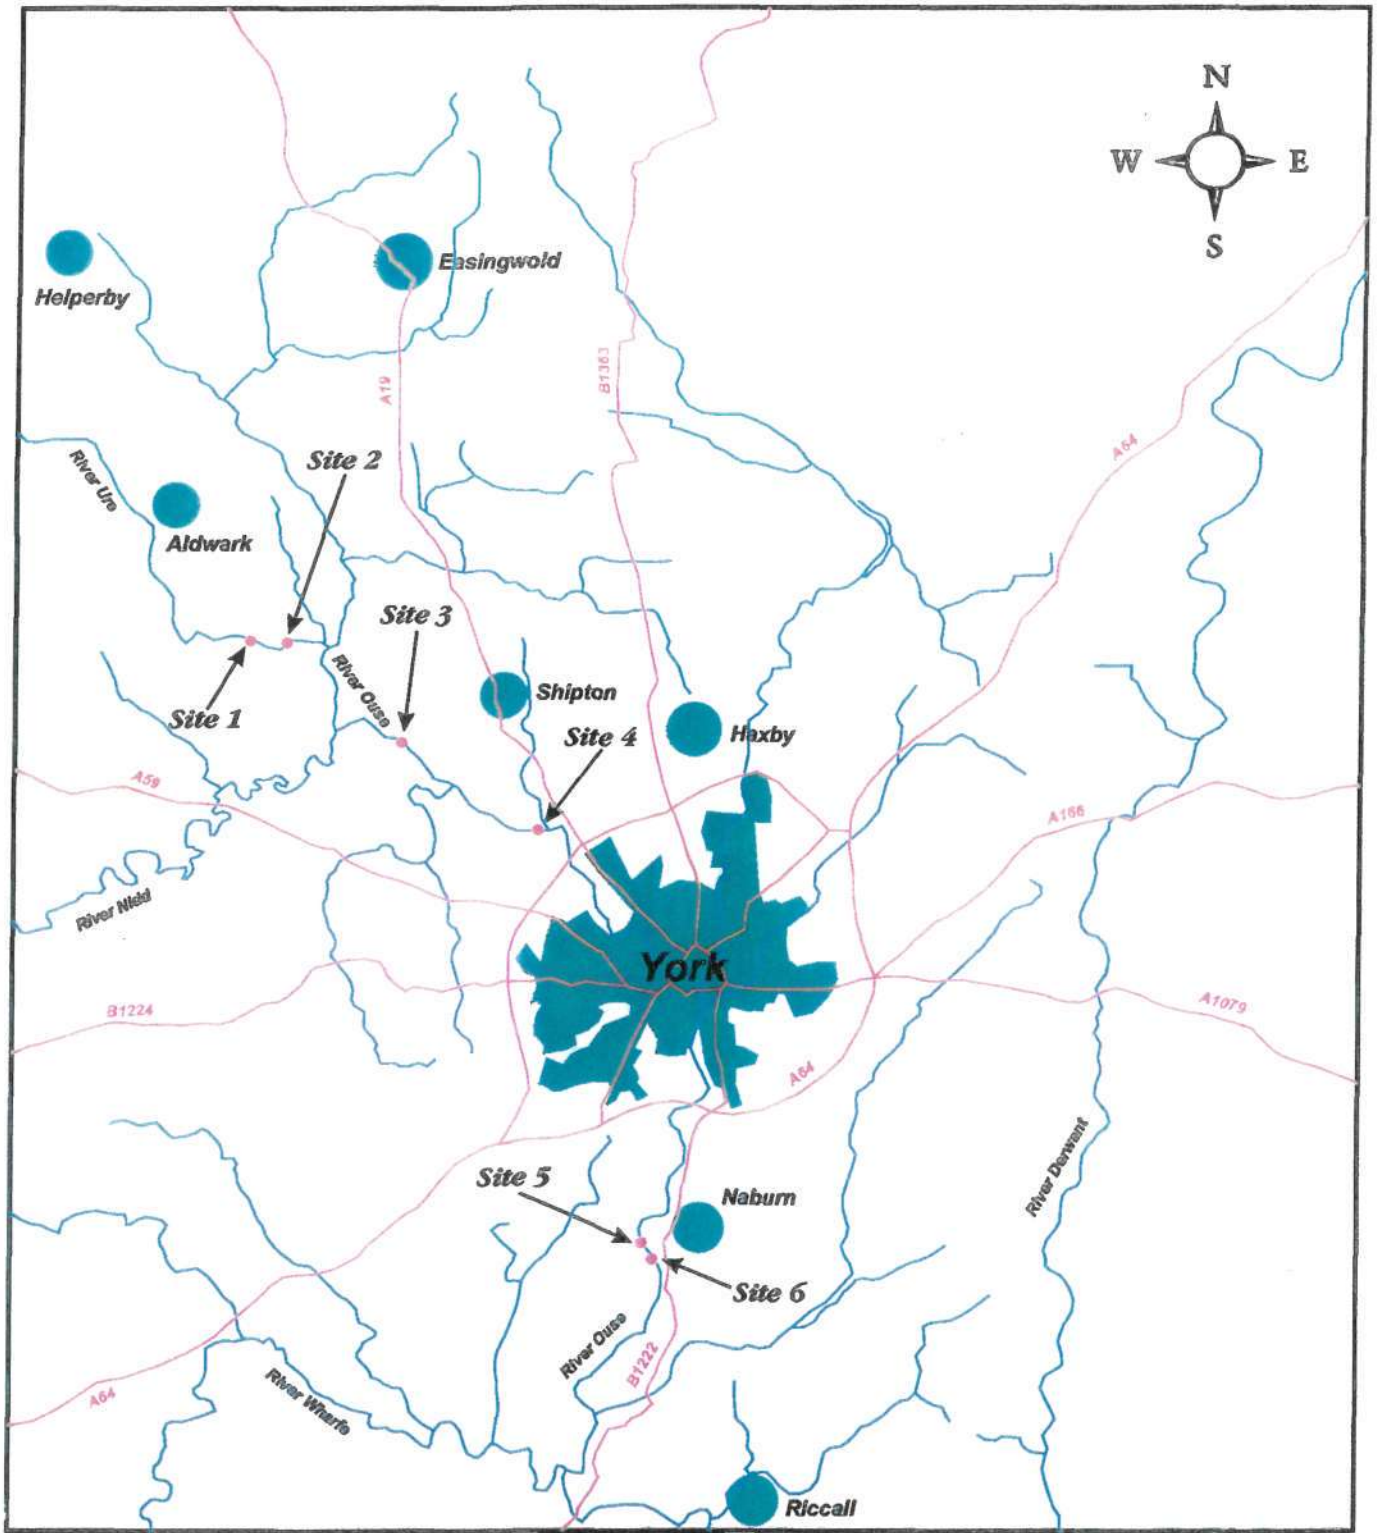 N
W E
S
Easingwold
Helperby
A19
B1363
A64
Site 2
River Ure
Aldwark
Site 3
River Ouse
Shipton
Site 1
Site 4
Haxby
A59
A166
River Nidd
York
B1224
A1079
A64
River Derwent
Site 5
Naburn
Site 6
River Ouse
B1222
A64
River Wharfe
Riccall